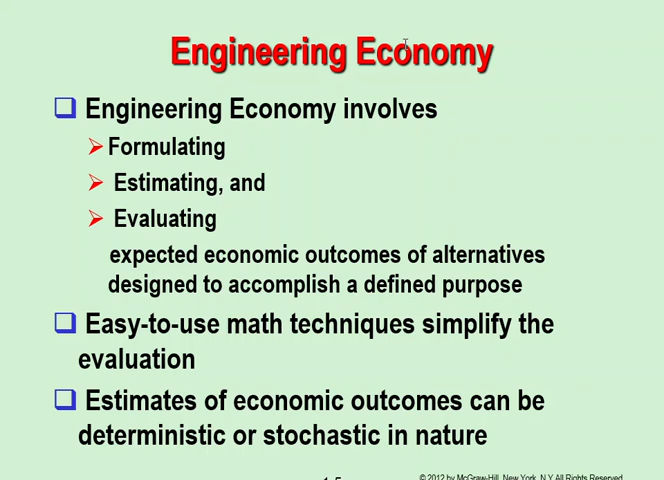 Engineering Economy
Engineering Economy involves
Formulating
Estimating, and
Evaluating
expected economic outcomes of alternatives
designed to accomplish a defined purpose
Easy-to-use math techniques simplify the
evaluation
Estimates of economic outcomes can be
deterministic or stochastic in nature
1-5
© 2012 by McGraw-Hill, New York, N.Y All Rights Reserved